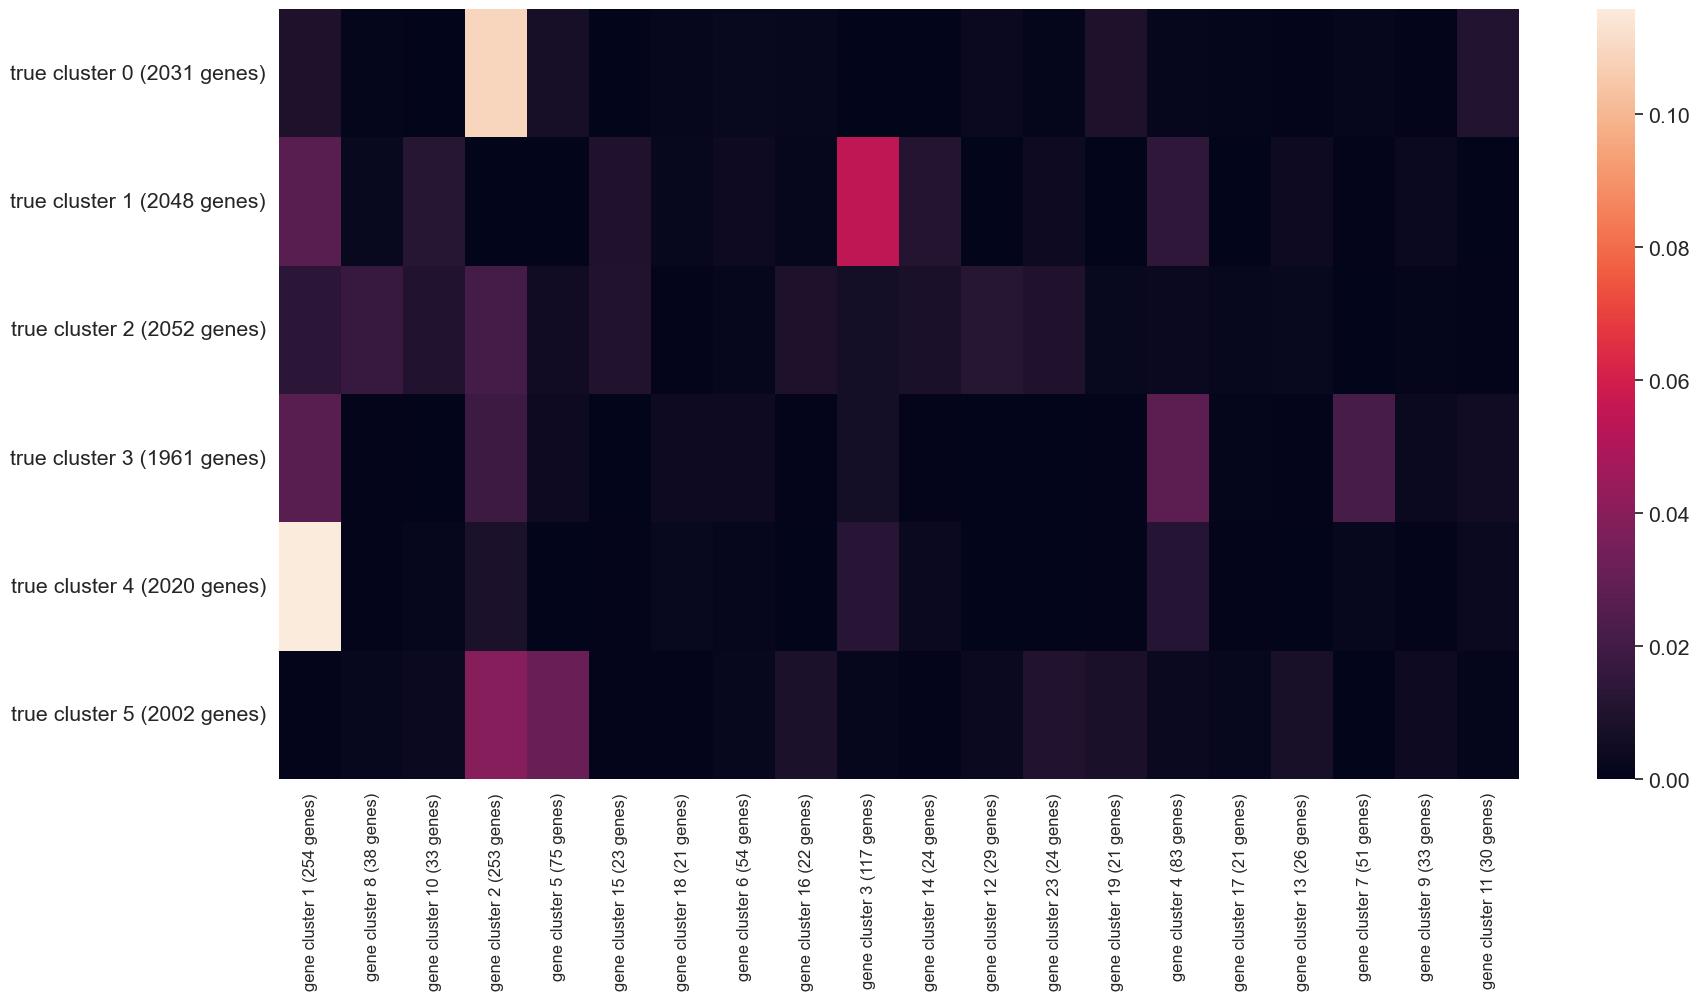 true cluster 0 (2031 genes)
true cluster 1 (2048 genes)
true cluster 2 (2052 genes)
true cluster 3 (1961 genes)
true cluster 4 (2020 genes)
true cluster 5 (2002 genes)
gene cluster 1 (254 genes)
gene cluster 8 (38 genes)
gene cluster 10 (33 genes)
gene cluster 2 (253 genes)
gene cluster 5 (75 genes)
gene cluster 15 (23 genes)
gene cluster 18 (21 genes)
gene cluster 6 (54 genes)
gene cluster 16 (22 genes)
gene cluster 3 (117 genes)
gene cluster 14 (24 genes)
gene cluster 12 (29 genes)
gene cluster 23 (24 genes)
gene cluster 19 (21 genes)
gene cluster 4 (83 genes)
gene cluster 17 (21 genes)
gene cluster 13 (26 genes)
gene cluster 7 (51 genes)
gene cluster 9 (33 genes)
gene cluster 11 (30 genes)
0.10
0.08
0.06
0.04
0.02
0.00